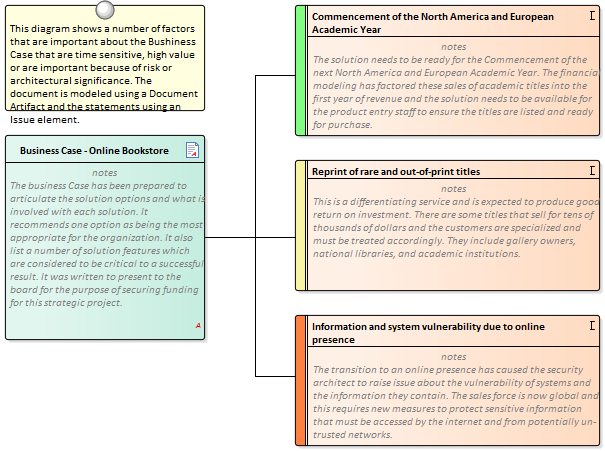 This diagram shows a number of factors
that are important about the Bushiness
Case that are time sensitive, high value
or are important because of risk or
architectural significance. The
document is modeled using a Document
Artifact and the statements using an
Issue element.
Business Case - Online Bookstore
notes
The business Case has been prepared to
articulate the solution options and what is
involved with each solution. It
recommends one option as being the most
appropriate for the organization. It also
list a number of solution features which
are considered to be critical to a successful
result. It was written to present to the
board for the purpose of securing funding
for this strategic project.
A
Commencement of the North America and European
Academic Year
I
notes
The solution needs to be ready for the Commencement of the
next North America and European Academic Year. The financial
modeling has factored these sales of academic titles into the
first year of revenue and the solution needs to be available for
the product entry staff to ensure the titles are listed and ready
for purchase.
Reprint of rare and out-of-print titles
I
notes
This is a differentiating service and is expected to produce good
return on investment. There are some titles that sell for tens of
thousands of dollars and the customers are specialized and
must be treated accordingly. They include gallery owners,
national libraries, and academic institutions.
Information and system vulnerability due to online
presence
I
notes
The transition to an online presence has caused the security
architect to raise issue about the vulnerability of systems and
the information they contain. The sales force is now global and
this requires new measures to protect sensitive information
that must be accessed by the internet and from potentially un-
trusted networks.